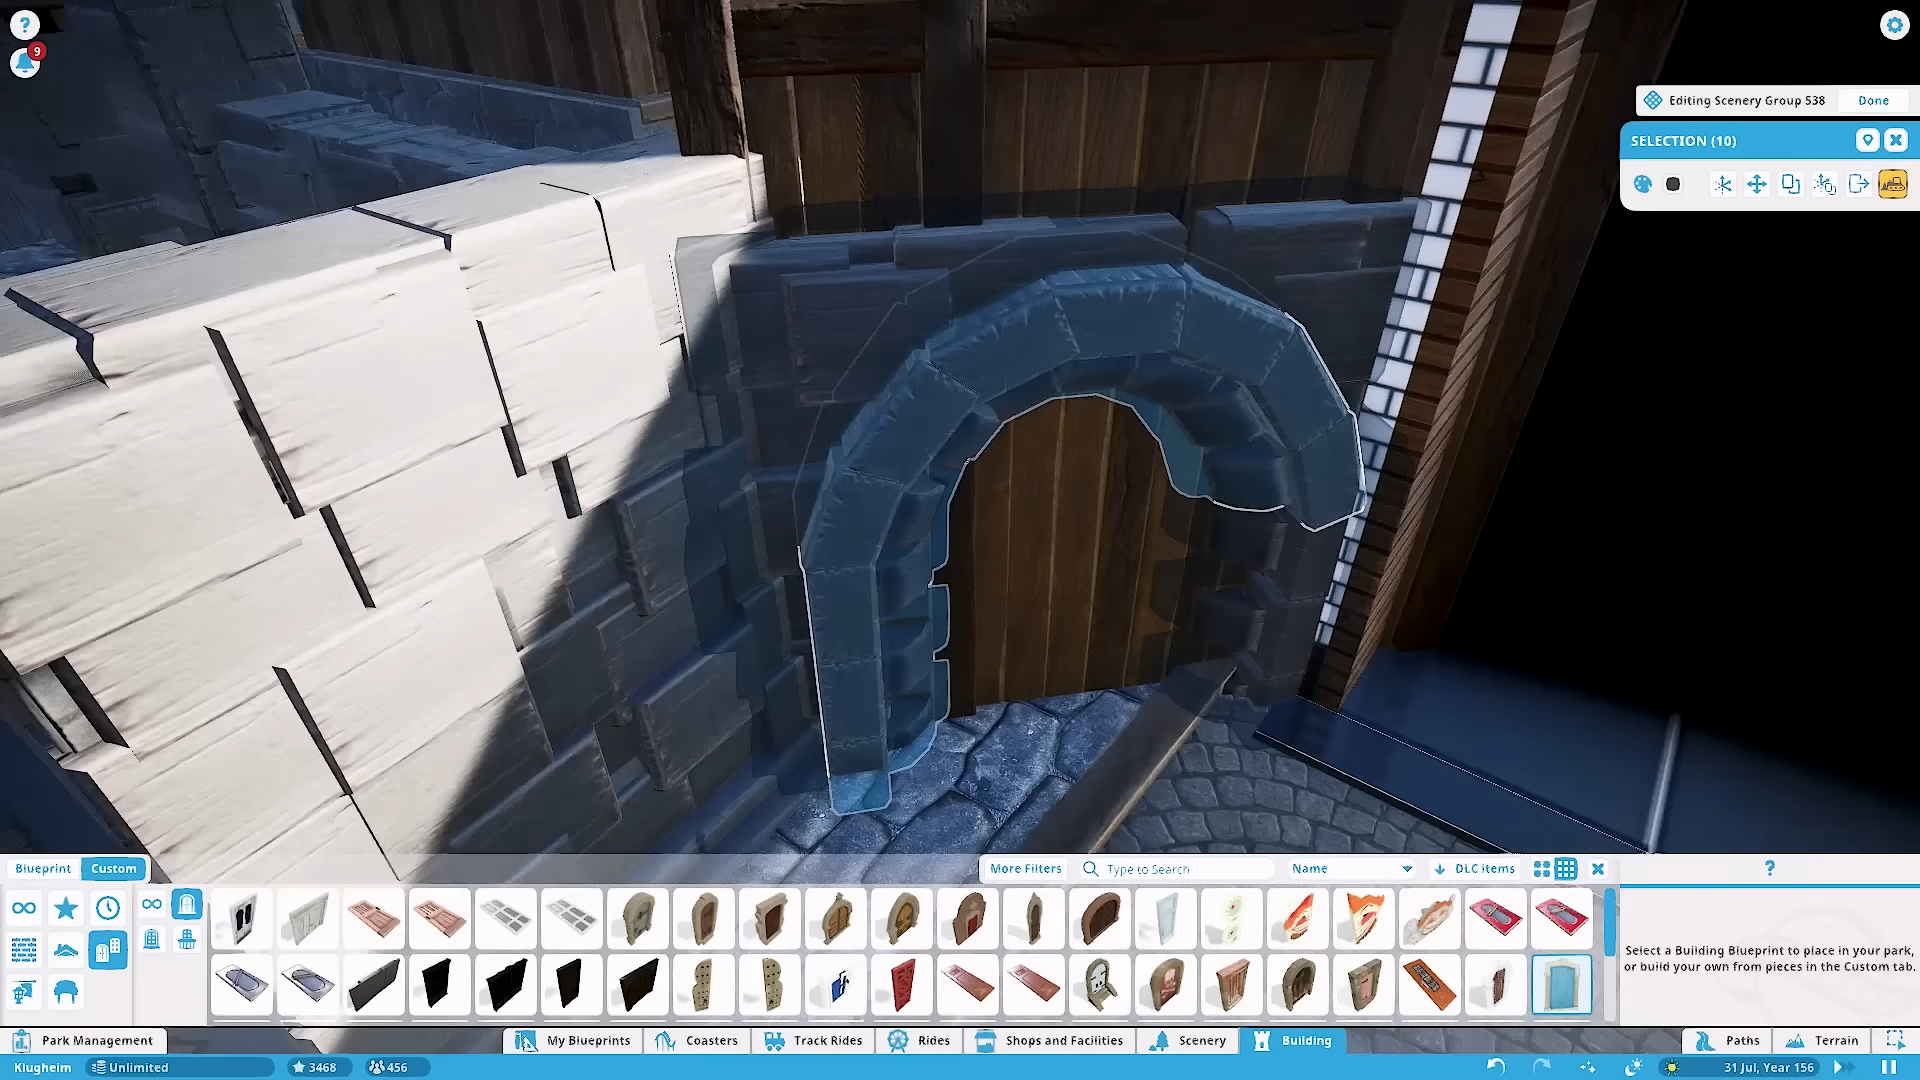 ?
9
Editing Scenery Group 538 Done
SELECTION (10)
Blueprint Custom
More Filters Type to Search Name DLC items
?
Select a Building Blueprint to place in your park,
or build your own from pieces in the Custom tab.
Park Management My Blueprints Coasters Track Rides Rides Shops and Facilities Scenery Building Paths Terrain
Klugheim Unlimited 3468 456 31 Jul, Year 156